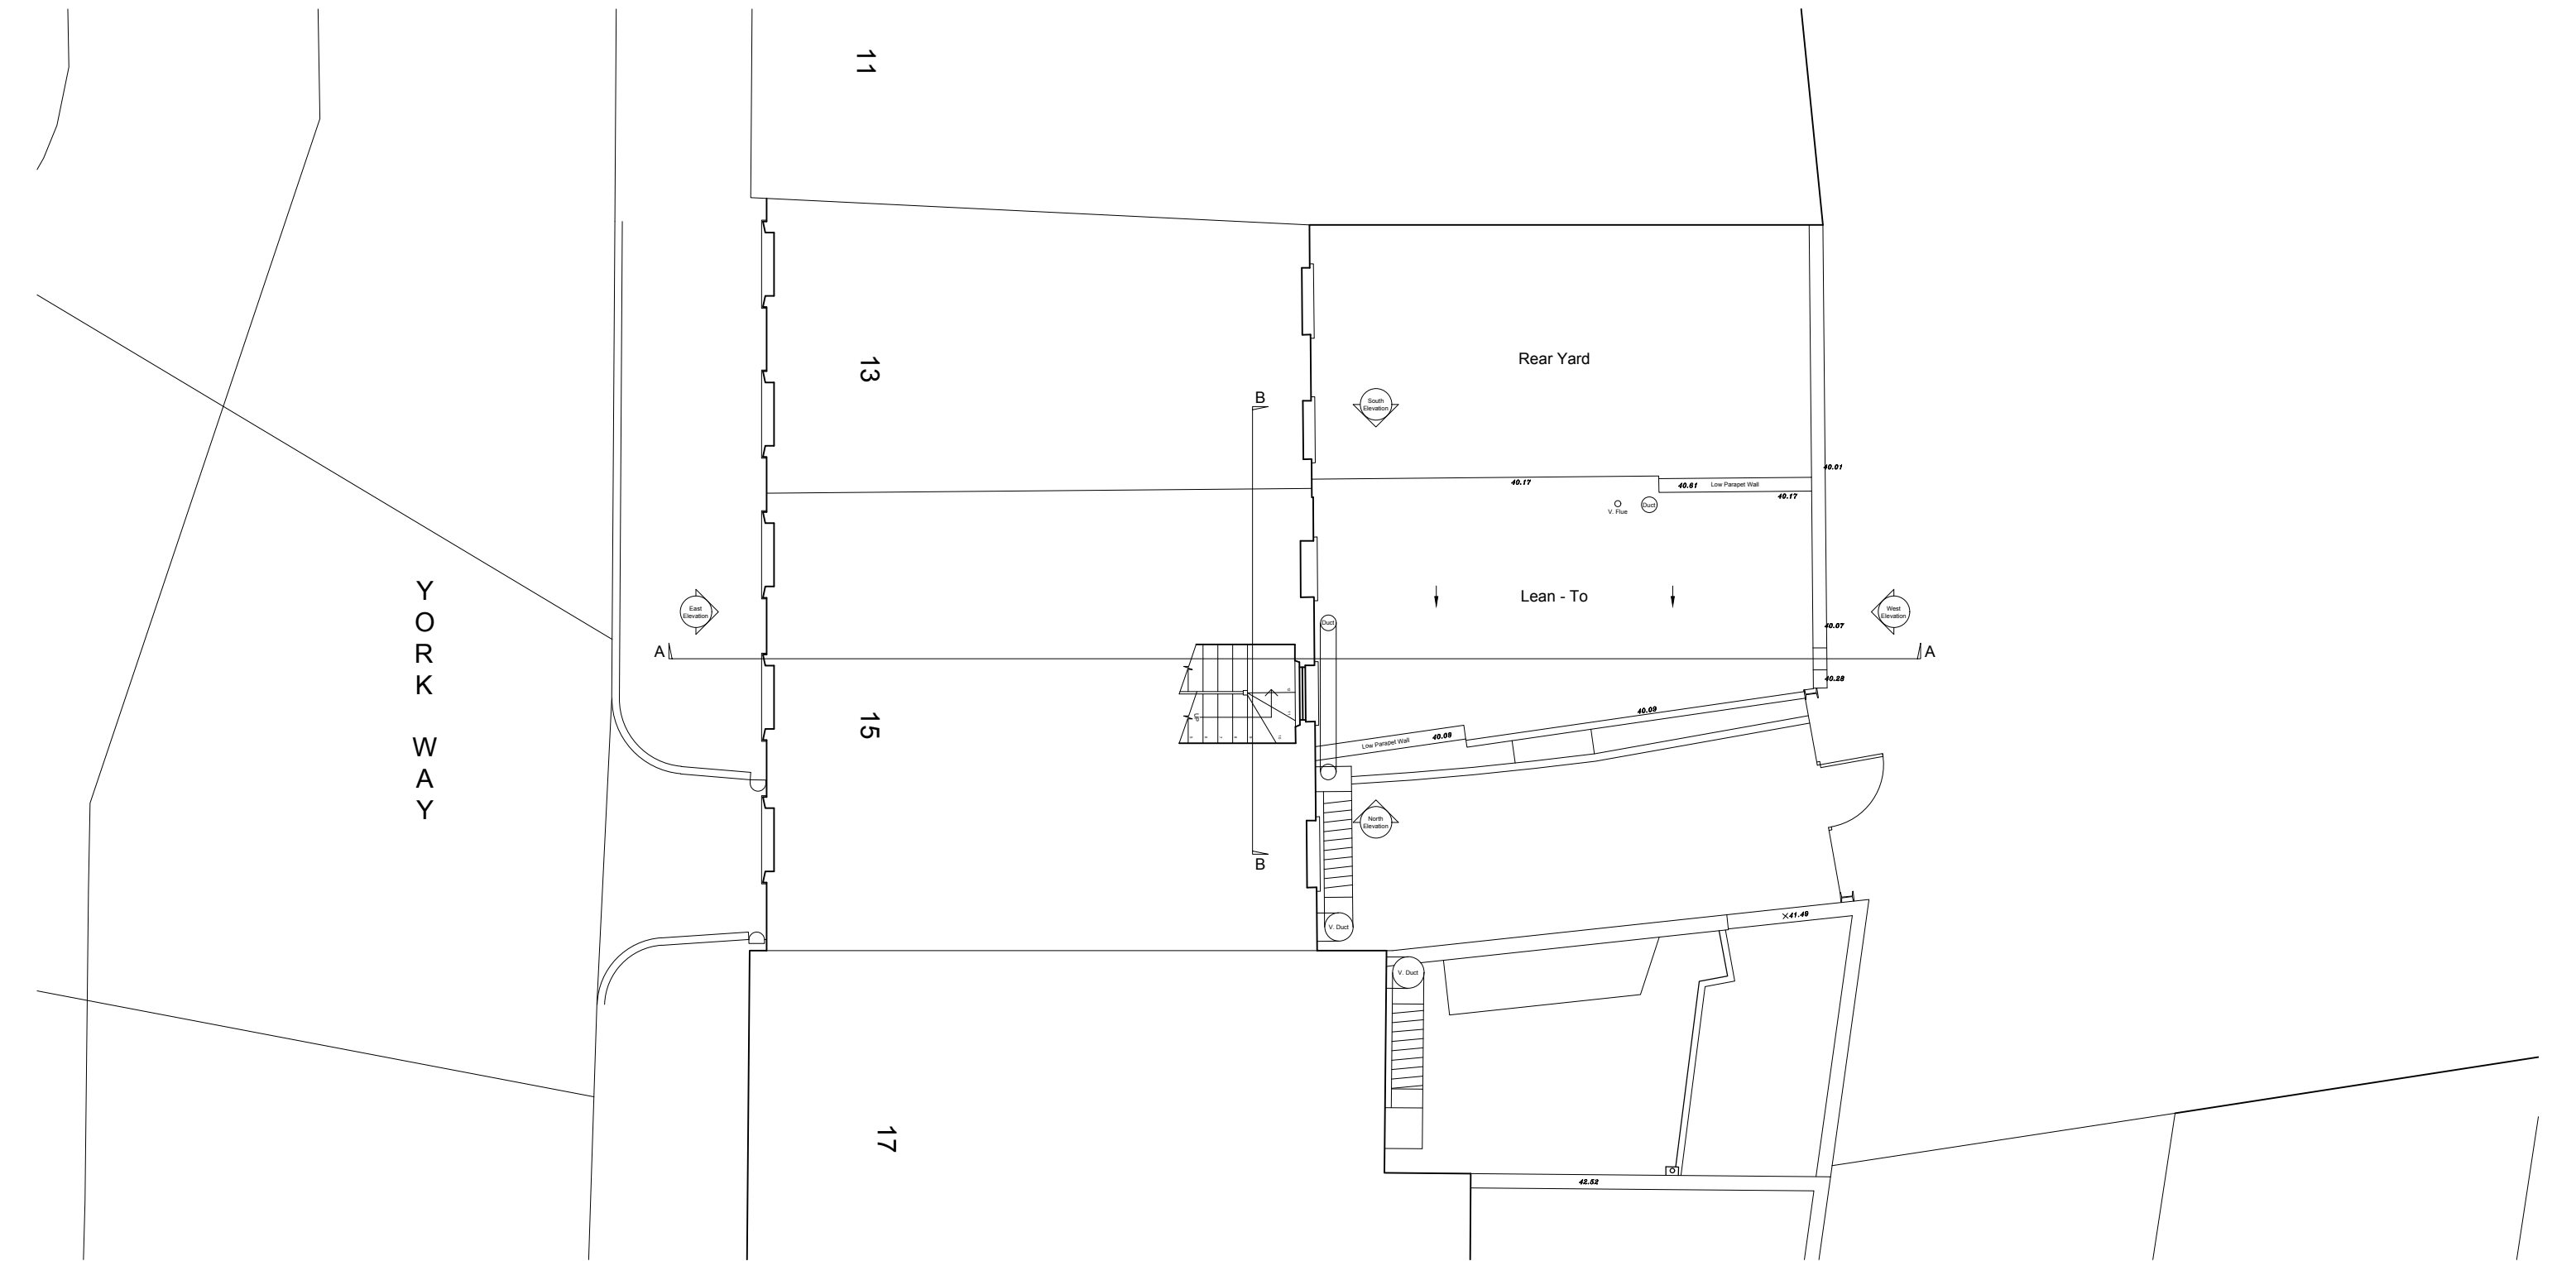 11
13
Rear Yard
South
Elevation
B
40.01
40.17
40.61 Low Parapet Wall
40.17
V. Flue
Duct
YORK WAY
East
Elevation
Lean - To
West
Elevation
Duct
40.07
A
A
40.28
UP
15
40.09
Low Parapet Wall 40.09
North
Elevation
B
41.49
V. Duct
V. Duct
17
42.52